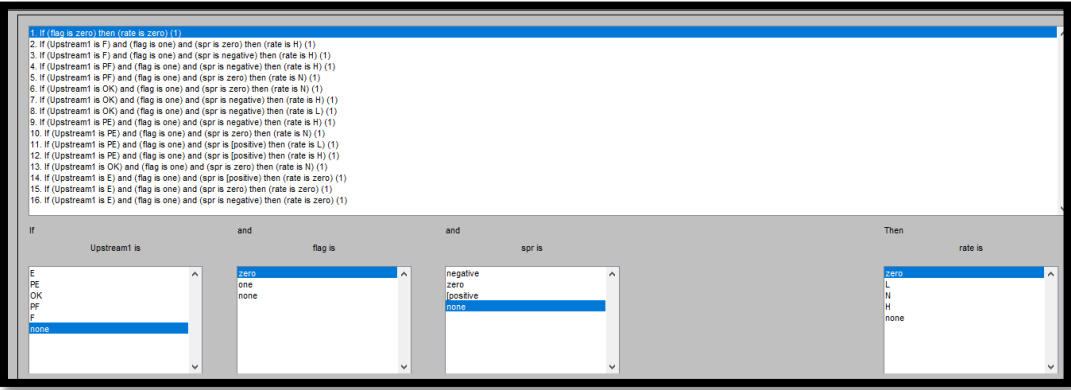 1. If (flag is zero) then (rate is zero) (1)
2. If (Upstream1 is F) and (flag is one) and (spr is zero) then (rate is H) (1)
3. If (Upstream1 is F) and (flag is one) and (spr is negative) then (rate is H) (1)
4. If (Upstream1 is PF) and (flag is one) and (spr is negative) then (rate is H) (1)
5. If (Upstream1 is PF) and (flag is one) and (spr is zero) then (rate is N) (1)
6. If (Upstream1 is OK) and (flag is one) and (spr is zero) then (rate is N) (1)
7. If (Upstream1 is OK) and (flag is one) and (spr is negative) then (rate is H) (1)
8. If (Upstream1 is OK) and (flag is one) and (spr is negative) then (rate is L) (1)
9. If (Upstream1 is PE) and (flag is one) and (spr is negative) then (rate is H) (1)
10. If (Upstream1 is PE) and (flag is one) and (spr is zero) then (rate is N) (1)
11. If (Upstream1 is PE) and (flag is one) and (spr is [positive) then (rate is L) (1)
12. If (Upstream1 is PE) and (flag is one) and (spr is [positive) then (rate is H) (1)
13. If (Upstream1 is OK) and (flag is one) and (spr is zero) then (rate is N) (1)
14. If (Upstream1 is E) and (flag is one) and (spr is [positive) then (rate is zero) (1)
15. If (Upstream1 is E) and (flag is one) and (spr is zero) then (rate is zero) (1)
16. If (Upstream1 is E) and (flag is one) and (spr is negative) then (rate is zero) (1)
If
Upstream1 is
E
PE
OK
PF
F
none
and
flag is
zero
one
none
and
spr is
negative
zero
[positive
none
Then
rate is
zero
L
N
H
none